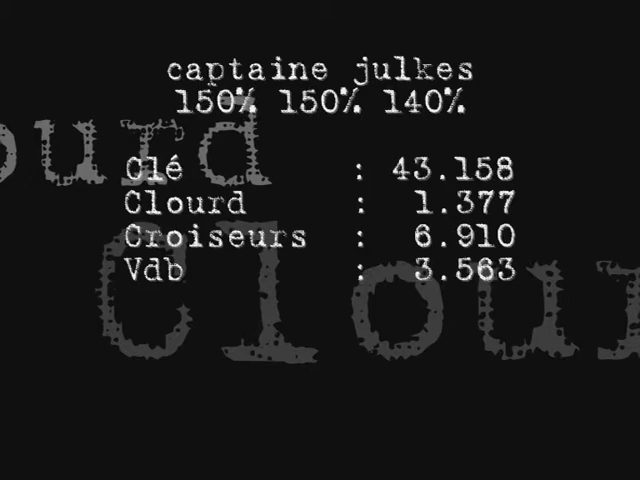 captaine julkes
150% 150% 140%
ourd
Clé : 43.158
Clourd : 1.377
Croiseurs : 6.910
Vdb : 3.563
Clour